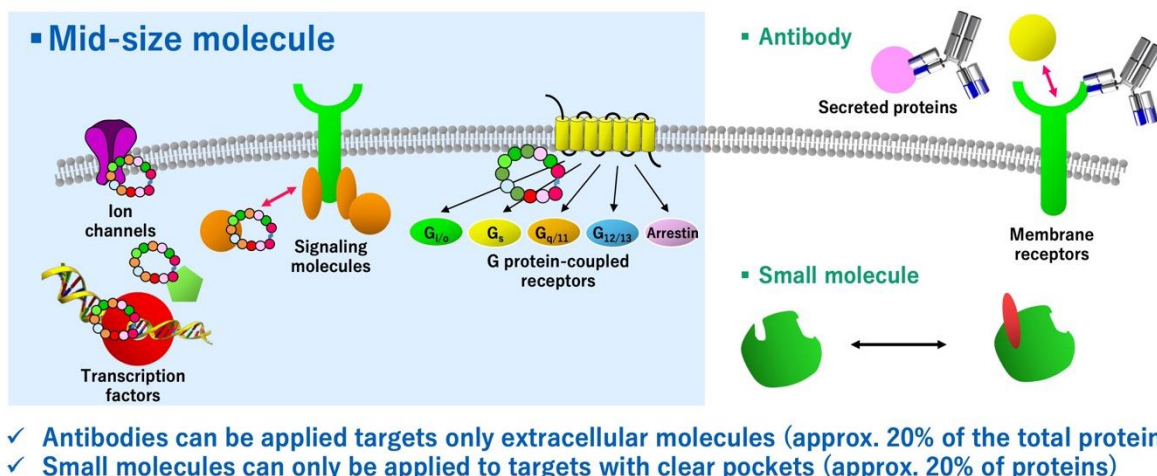 ▪ Mid-size molecule
Ion
channels
Signaling
molecules
Gi/o
Gs
Gq/11
G12/13
Arrestin
G protein-coupled
receptors
Transcription
factors
▪ Antibody
Secreted proteins
Membrane
receptors
▪ Small molecule
✓ Antibodies can be applied targets only extracellular molecules (approx. 20% of the total protein
✓ Small molecules can only be applied to targets with clear pockets (approx. 20% of proteins)